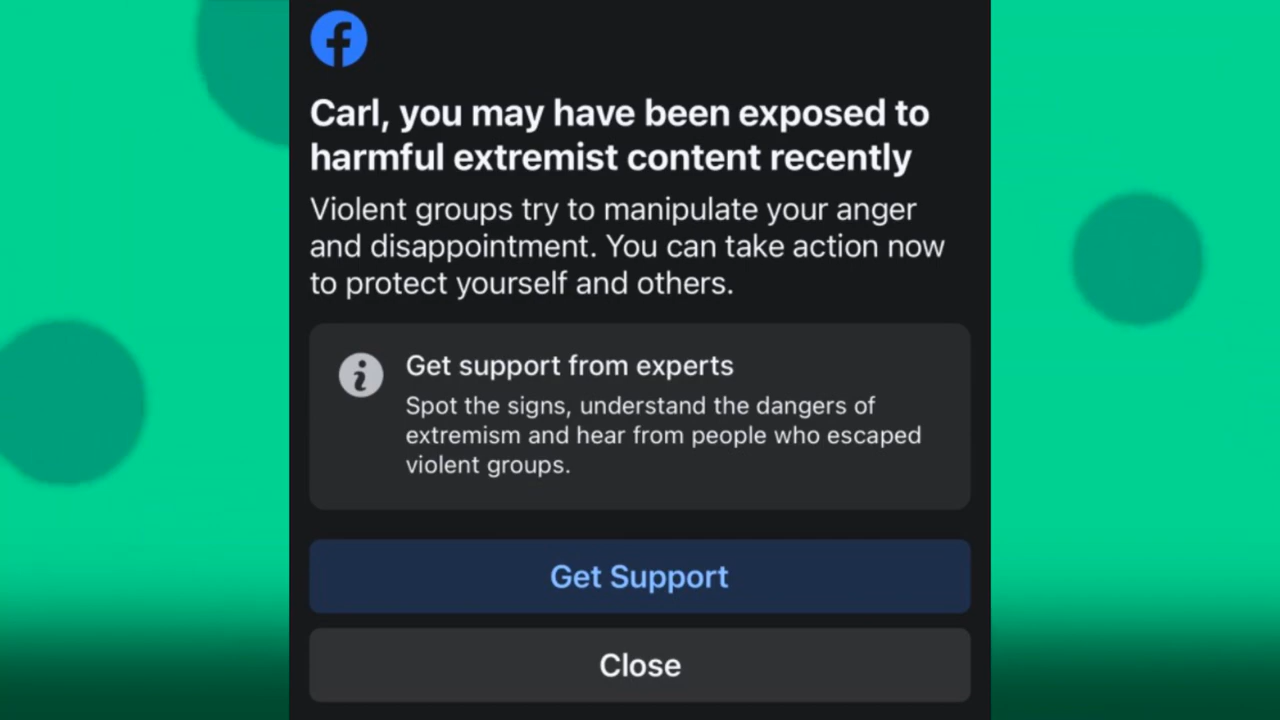 Carl, you may have been exposed to
harmful extremist content recently
Violent groups try to manipulate your anger
and disappointment. You can take action now
to protect yourself and others.
Get support from experts
Spot the signs, understand the dangers of
extremism and hear from people who escaped
violent groups.
Get Support
Close